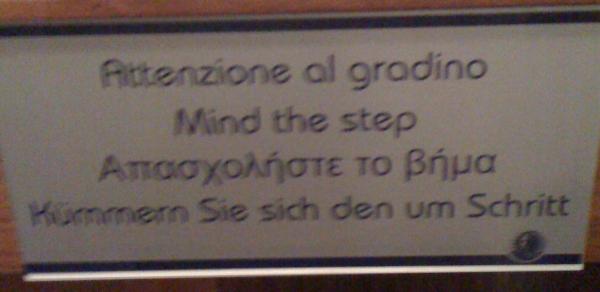 Attenzione al gradino
Mind the step
Απασχολήστε το βήμα
Kümmern Sie sich den um Schritt